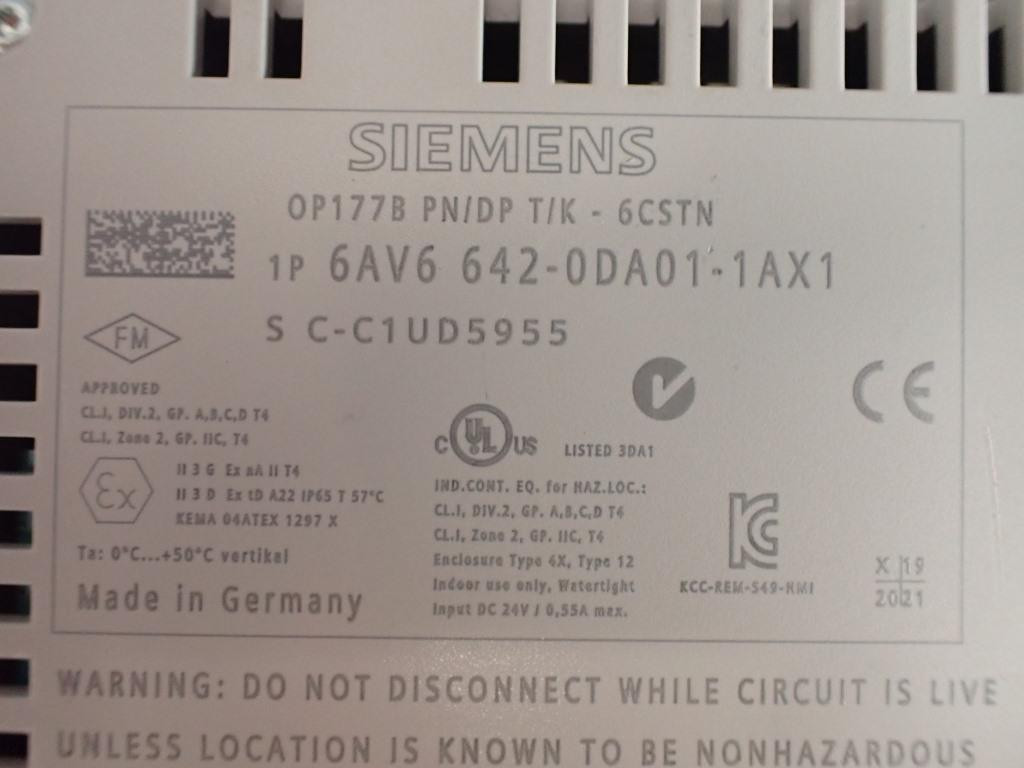 SIEMENS
OP177B PN/DP T/K - 6CSTN
1P 6AV6 642-0DA01-1AX1
S C-C1UD5955
FM
APPROVED
CL.I, DIV.2, GP. A,B,C,D T4
CL.I, Zone 2, GP. IIC, T4
Ex
II 3 G Ex nA II T4
II 3 D Ex tD A22 IP65 T 57°C
KEMA 04ATEX 1297 X
Ta: 0°C...+50°C vertikal
Made in Germany
C UL US LISTED 3DA1
IND.CONT. EQ. for HAZ.LOC.:
CL.I, DIV.2, GP. A,B,C,D T4
CL.I, Zone 2, GP. IIC, T4
Enclosure Type 4X, Type 12
Indoor use only, Watertight
Input DC 24V / 0,55A max.
CE
KC
KCC-REM-S49-HMI
X 19
20 21
WARNING: DO NOT DISCONNECT WHILE CIRCUIT IS LIVE
UNLESS LOCATION IS KNOWN TO BE NONHAZARDOUS